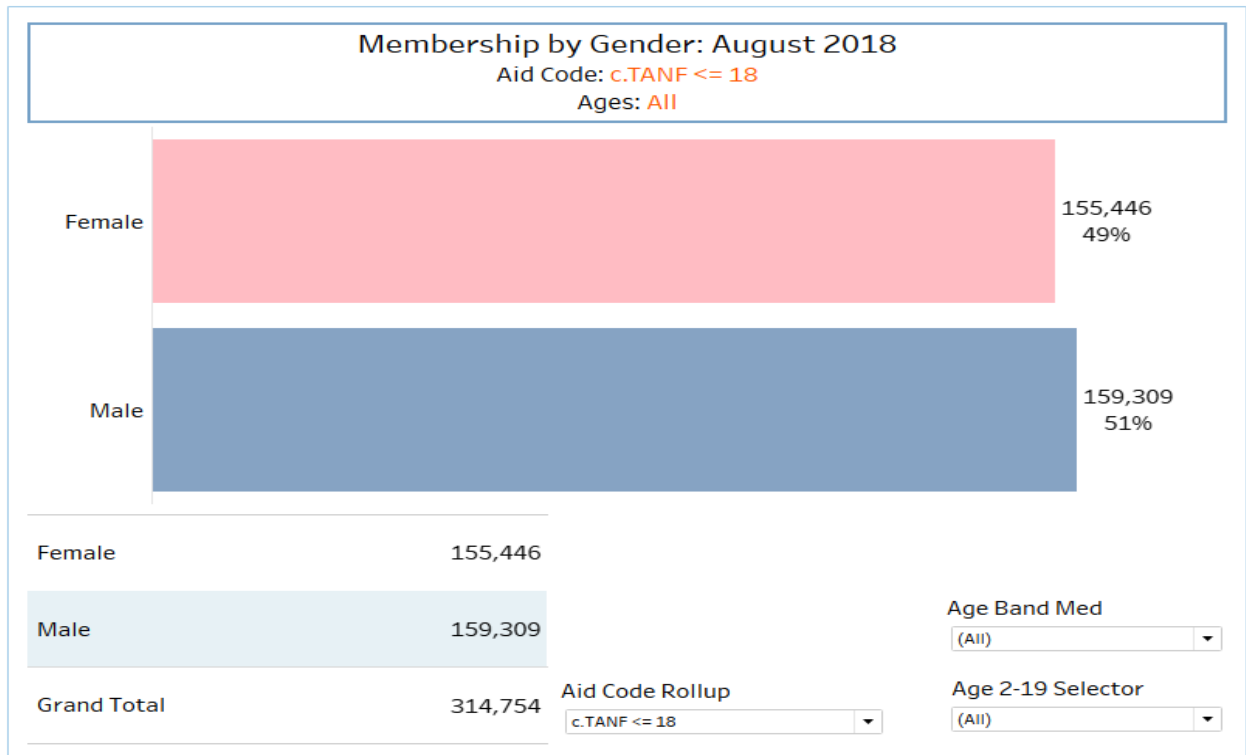 Membership by Gender: August 2018
Aid Code: c.TANF <= 18
Ages: All
Female
155,446
49%
Male
159,309
51%
Female 155,446
Male 159,309
Grand Total 314,754
Aid Code Rollup
c.TANF <= 18
Age Band Med
(All)
Age 2-19 Selector
(All)